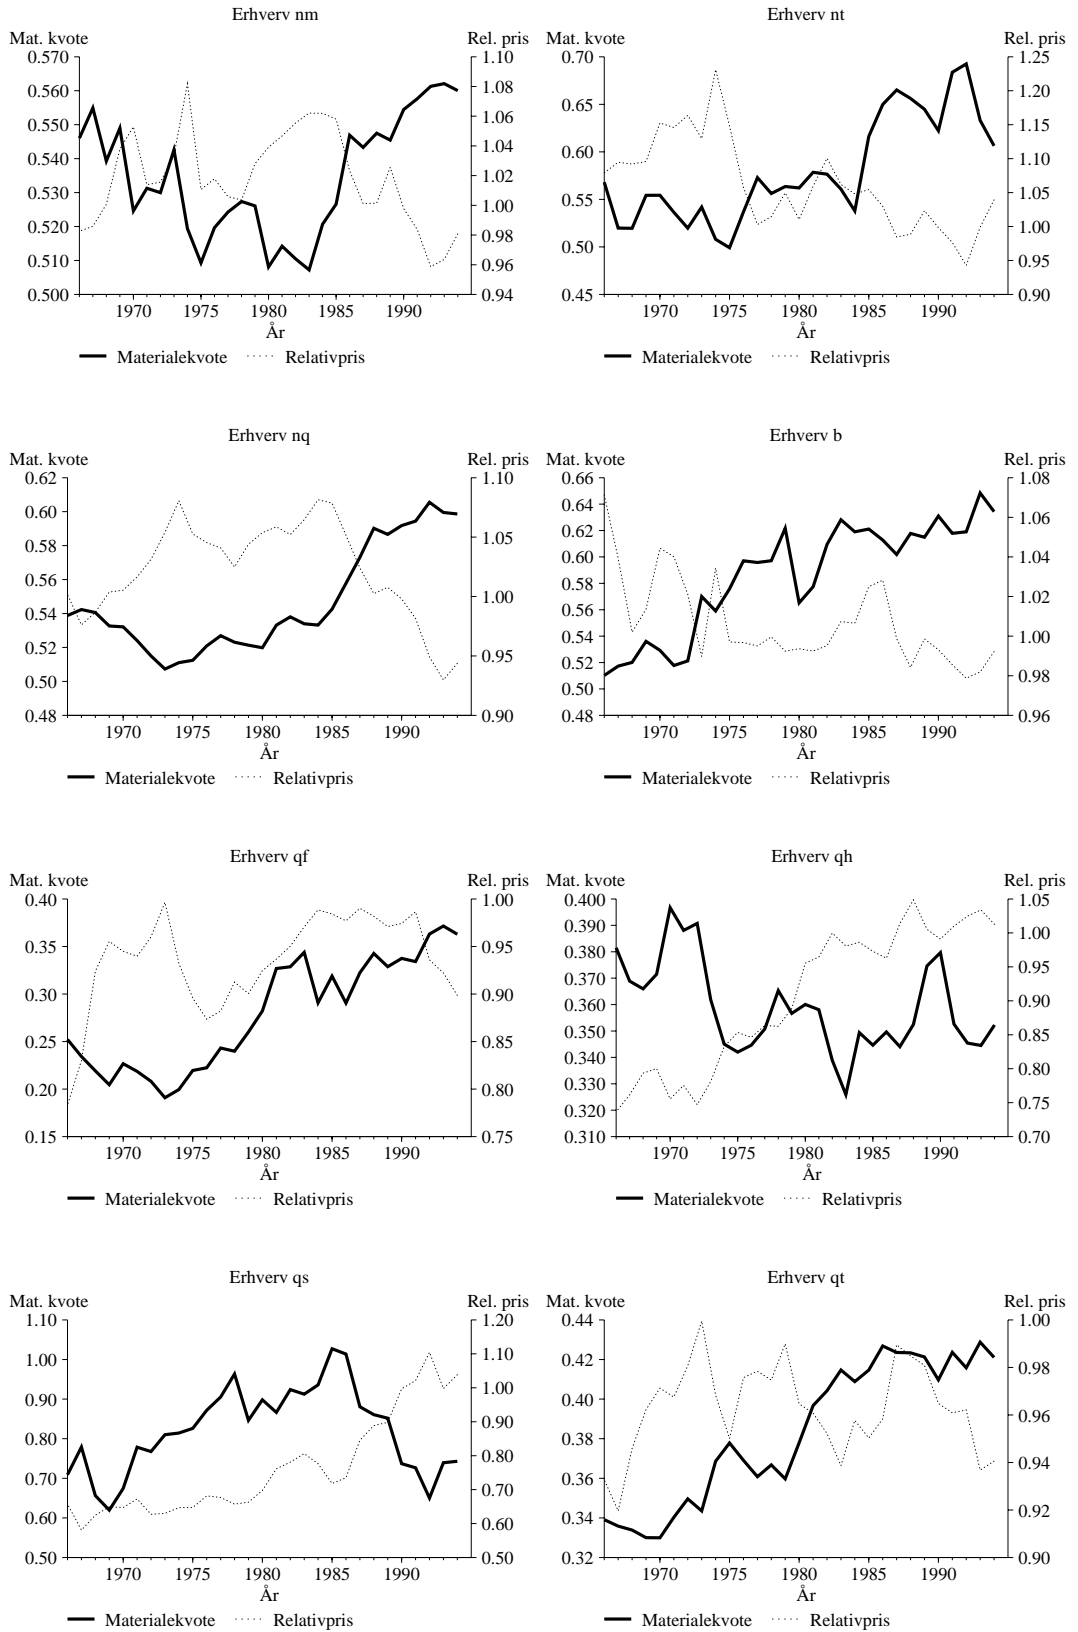 Erhverv nm
Mat. kvote Rel. pris
0.570 1.10
0.560 1.08
0.550 1.06
0.540 1.04
0.530 1.02
0.520 1.00
0.510 0.98
0.500 0.96
0.94
1970 1975 1980 1985 1990
År
Materialekvote Relativpris
Erhverv nt
Mat. kvote Rel. pris
0.70 1.25
0.65 1.20
0.60 1.15
0.55 1.10
0.50 1.05
0.45 1.00
0.95
0.90
1970 1975 1980 1985 1990
År
Materialekvote Relativpris
Erhverv nq
Mat. kvote Rel. pris
0.62 1.10
0.60 1.05
0.58 1.00
0.56 0.95
0.54 0.90
0.52
0.50
0.48
1970 1975 1980 1985 1990
År
Materialekvote Relativpris
Erhverv b
Mat. kvote Rel. pris
0.66 1.08
0.64 1.06
0.62 1.04
0.60 1.02
0.58 1.00
0.56 0.98
0.54 0.96
0.52
0.50
0.48
1970 1975 1980 1985 1990
År
Materialekvote Relativpris
Erhverv qf
Mat. kvote Rel. pris
0.40 1.00
0.35 0.95
0.30 0.90
0.25 0.85
0.20 0.80
0.15 0.75
1970 1975 1980 1985 1990
År
Materialekvote Relativpris
Erhverv qh
Mat. kvote Rel. pris
0.400 1.05
0.390 1.00
0.380 0.95
0.370 0.90
0.360 0.85
0.350 0.80
0.340 0.75
0.330 0.70
0.320
0.310
1970 1975 1980 1985 1990
År
Materialekvote Relativpris
Erhverv qs
Mat. kvote Rel. pris
1.10 1.20
1.00 1.10
0.90 1.00
0.80 0.90
0.70 0.80
0.60 0.70
0.50 0.60
0.50
1970 1975 1980 1985 1990
År
Materialekvote Relativpris
Erhverv qt
Mat. kvote Rel. pris
0.44 1.00
0.42 0.98
0.40 0.96
0.38 0.94
0.36 0.92
0.34 0.90
0.32
1970 1975 1980 1985 1990
År
Materialekvote Relativpris